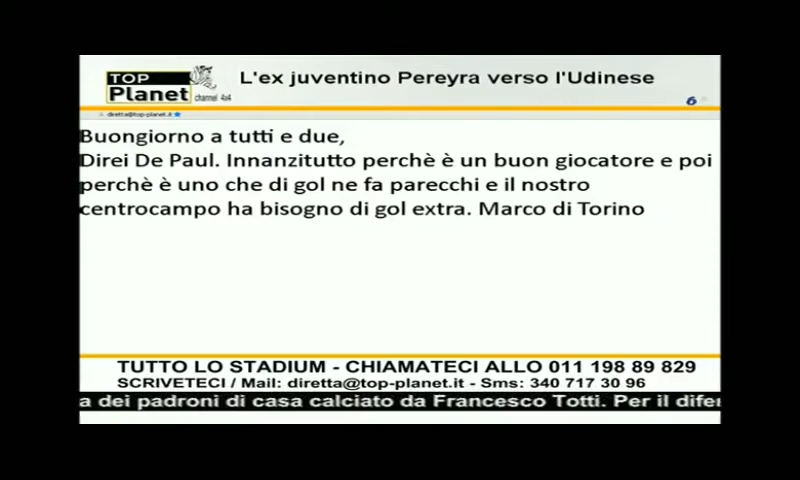 TOP
Planet
channel 4x4
L'ex juventino Pereyra verso l'Udinese
6
diretta@top-planet.it
Buongiorno a tutti e due,
Direi De Paul. Innanzitutto perchè è un buon giocatore e poi
perchè è uno che di gol ne fa parecchi e il nostro
centrocampo ha bisogno di gol extra. Marco di Torino
TUTTO LO STADIUM - CHIAMATECI ALLO 011 198 89 829
SCRIVETECI / Mail: diretta@top-planet.it - Sms: 340 717 30 96
a dei padroni di casa calciato da Francesco Totti. Per il difen